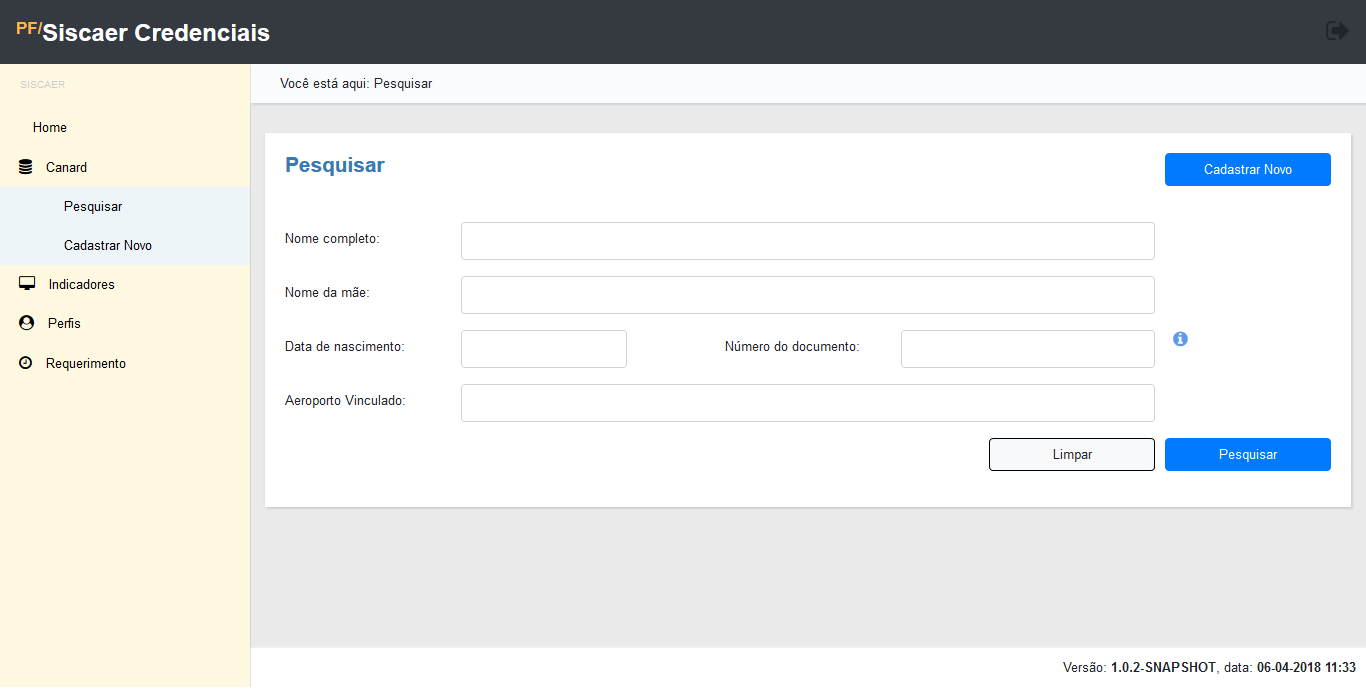 PF/Siscaer Credenciais
SISCAER
Você está aqui: Pesquisar
Home
Canard
Pesquisar
Cadastrar Novo
Indicadores
Perfis
Requerimento
Pesquisar
Cadastrar Novo
Nome completo:
Nome da mãe:
Data de nascimento:
Número do documento:
Aeroporto Vinculado:
Limpar
Pesquisar
Versão: 1.0.2-SNAPSHOT, data: 06-04-2018 11:33